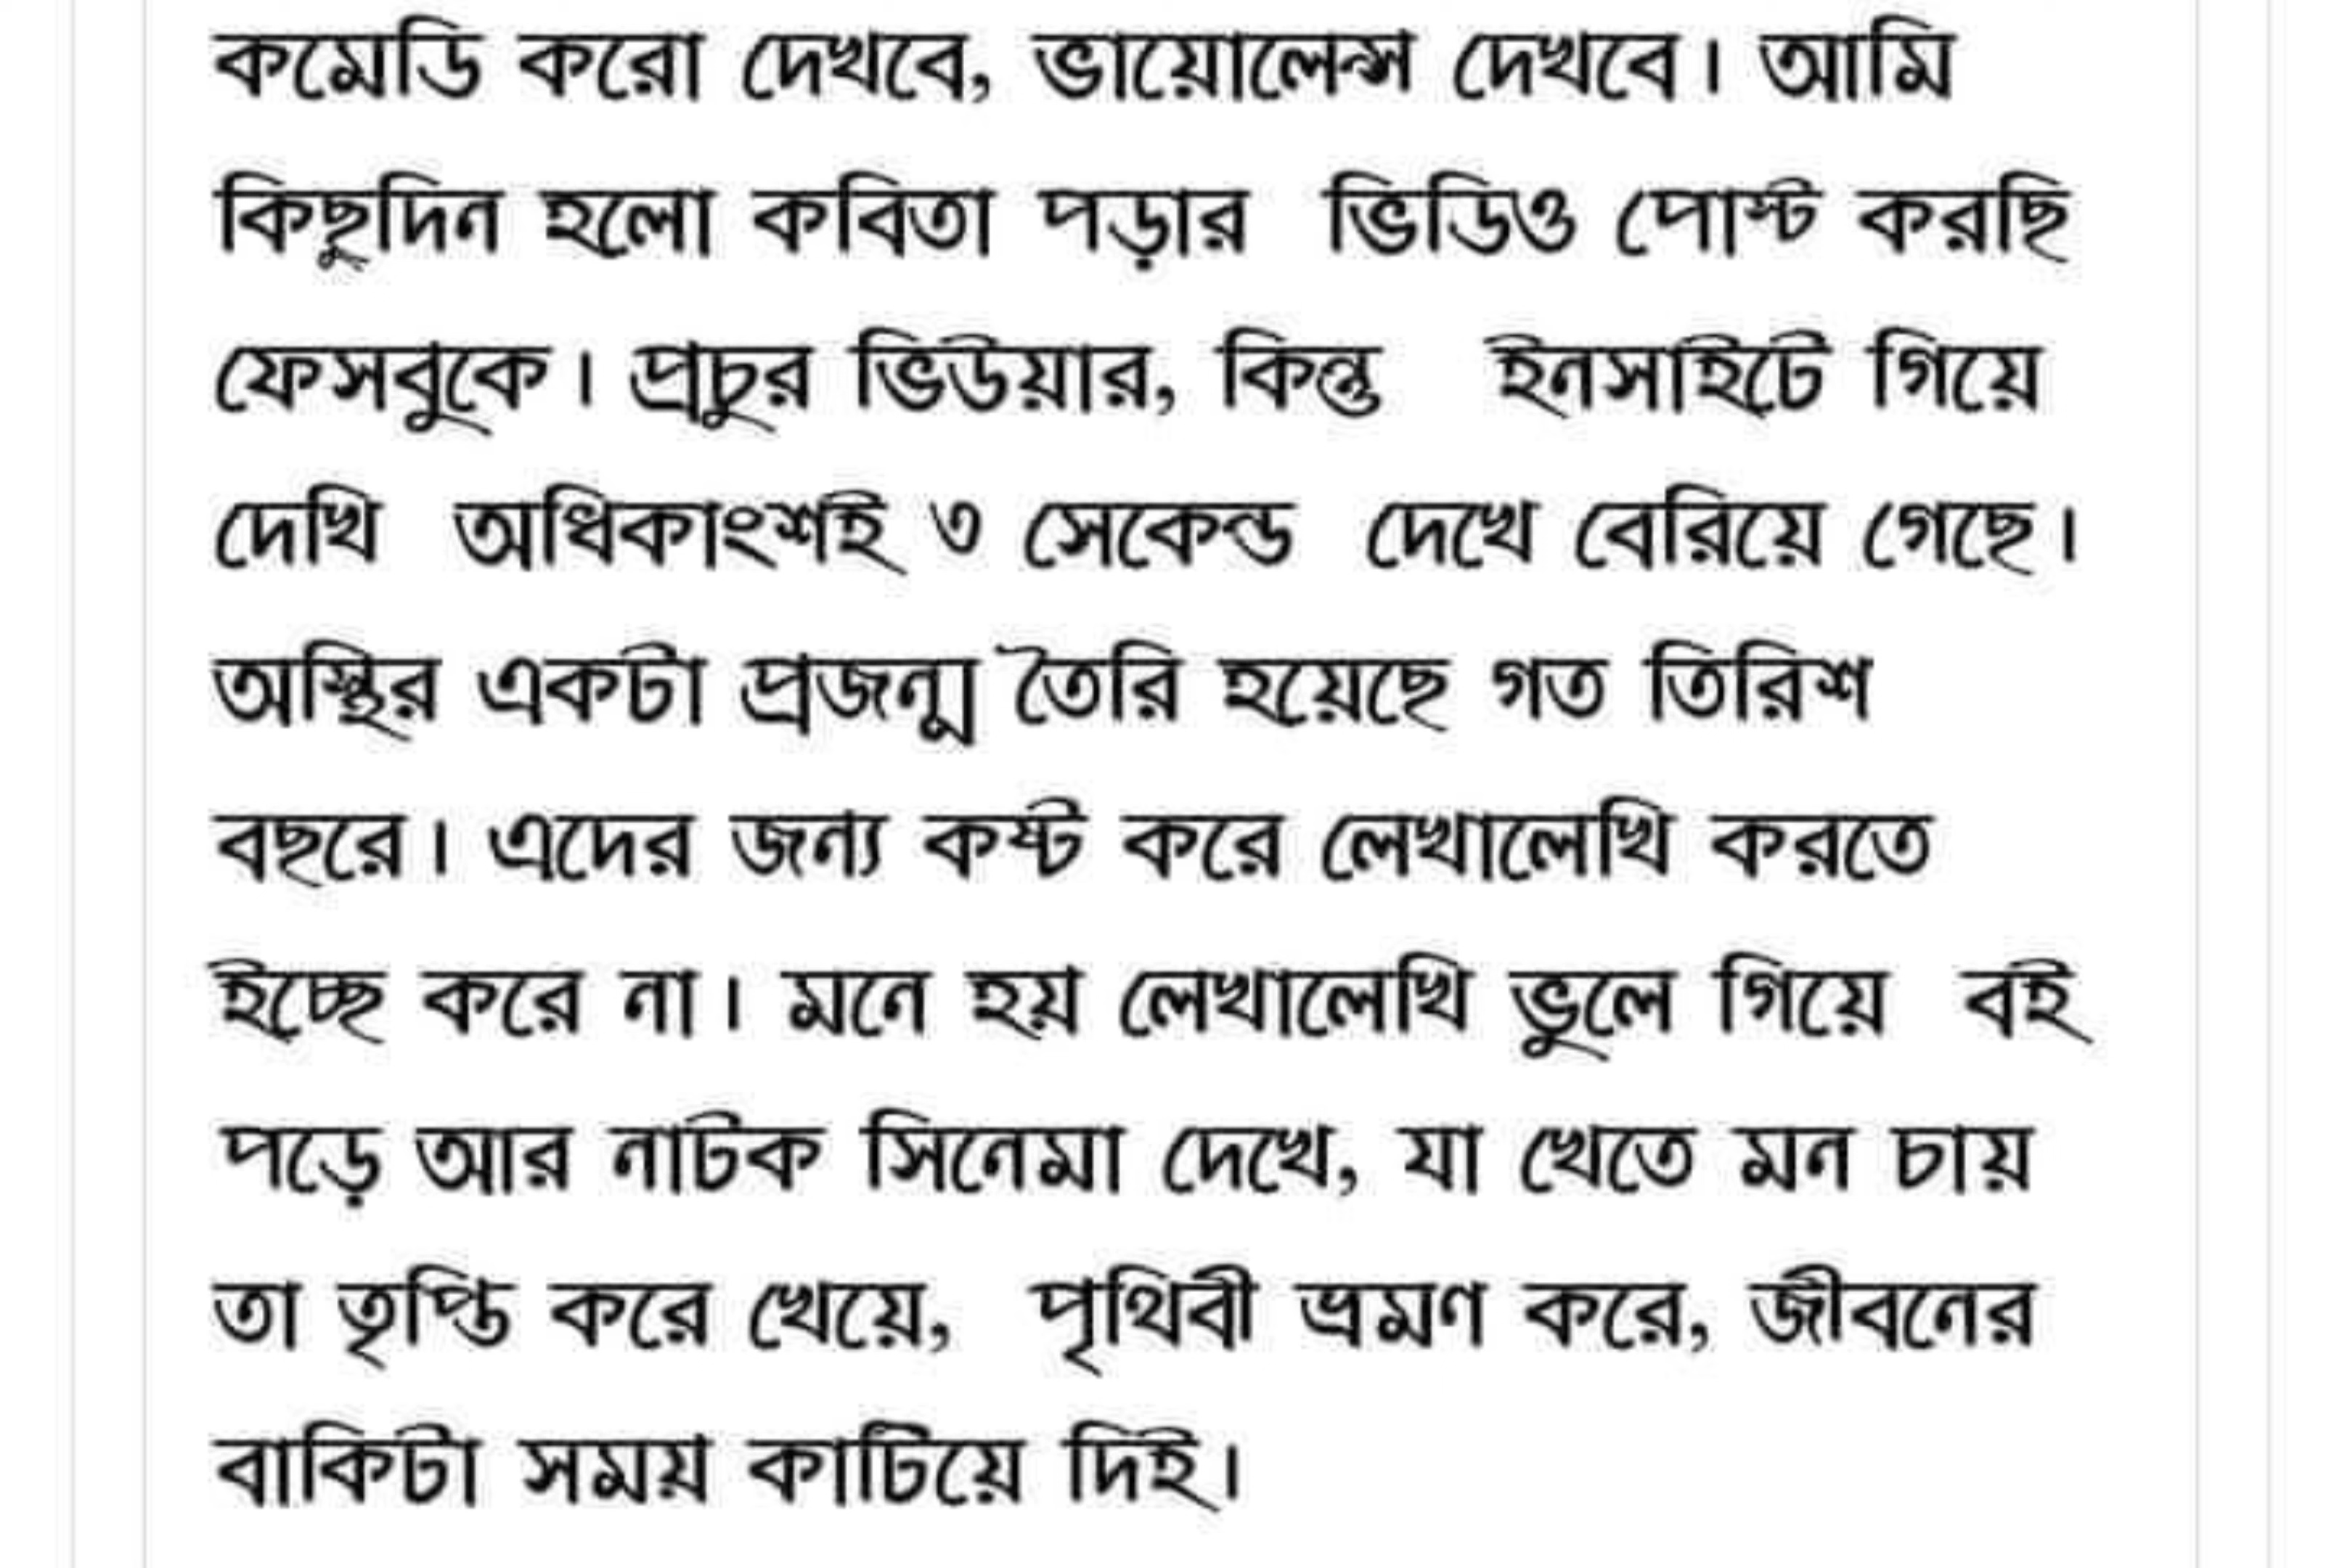 কমেডি করো দেখবে, ভায়োলেন্স দেখবে। আমি
কিছুদিন হলো কবিতা পড়ার ভিডিও পোস্ট করছি
ফেসবুকে। প্রচুর ভিউয়ার, কিন্তু ইনসাইটে গিয়ে
দেখি অধিকাংশই ৩ সেকেন্ড দেখে বেরিয়ে গেছে।
অস্থির একটা প্রজন্ম তৈরি হয়েছে গত তিরিশ
বছরে। এদের জন্য কষ্ট করে লেখালেখি করতে
ইচ্ছে করে না। মনে হয় লেখালেখি ভুলে গিয়ে বই
পড়ে আর নাটক সিনেমা দেখে, যা খেতে মন চায়
তা তৃপ্তি করে খেয়ে, পৃথিবী ভ্রমণ করে, জীবনের
বাকিটা সময় কাটিয়ে দিই।